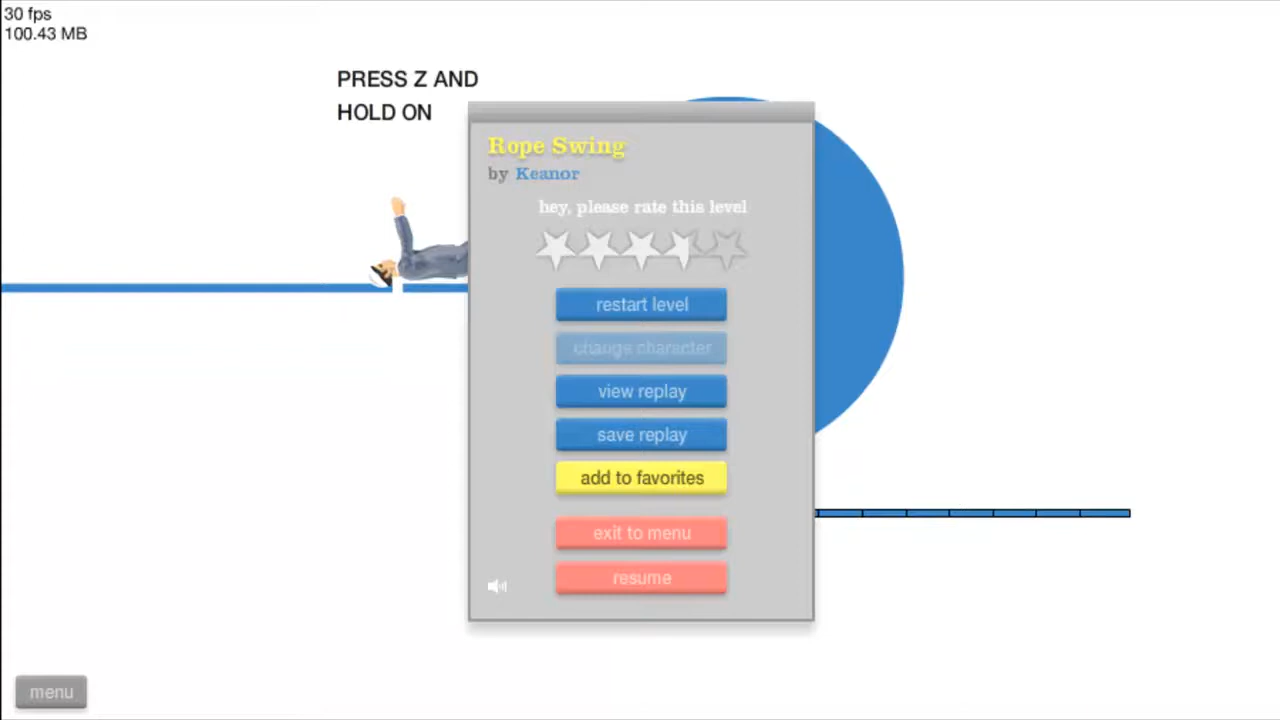 30 fps
100.43 MB
PRESS Z AND
HOLD ON
Rope Swing
by Keanor
hey, please rate this level
restart level
change character
view replay
save replay
add to favorites
exit to menu
resume
menu